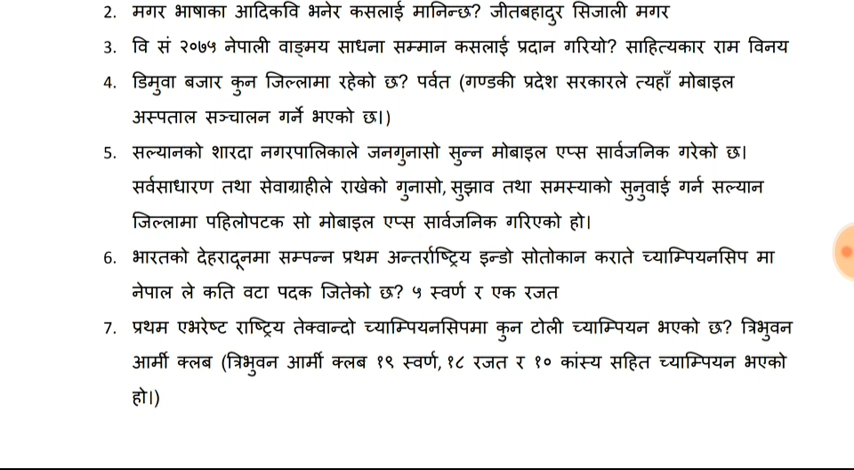 2. मगर भाषाका आदिकवि भनेर कसलाई मानिन्छ? जीतबहादुर सिजाली मगर
3. वि सं २०७५ नेपाली वाङ्मय साधना सम्मान कसलाई प्रदान गरियो? साहित्यकार राम विनय
4. डिमुवा बजार कुन जिल्लामा रहेको छ? पर्वत (गण्डकी प्रदेश सरकारले त्यहाँ मोबाइल
अस्पताल सञ्चालन गर्ने भएको छ।)
5. सल्यानको शारदा नगरपालिकाले जनगुनासो सुन्न मोबाइल एप्स सार्वजनिक गरेको छ।
सर्वसाधारण तथा सेवाग्राहीले राखेको गुनासो, सुझाव तथा समस्याको सुनुवाई गर्न सल्यान
जिल्लामा पहिलोपटक सो मोबाइल एप्स सार्वजनिक गरिएको हो।
6. भारतको देहरादूनमा सम्पन्न प्रथम अन्तर्राष्ट्रिय इन्डो सोतोकान कराते च्याम्पियनसिप मा
नेपाल ले कति वटा पदक जितेको छ? ५ स्वर्ण र एक रजत
7. प्रथम एभरेष्ट राष्ट्रिय तेक्वान्दो च्याम्पियनसिपमा कुन टोली च्याम्पियन भएको छ? त्रिभुवन
आर्मी क्लब (त्रिभुवन आर्मी क्लब १९ स्वर्ण, १८ रजत र १० कांस्य सहित च्याम्पियन भएको
हो।)